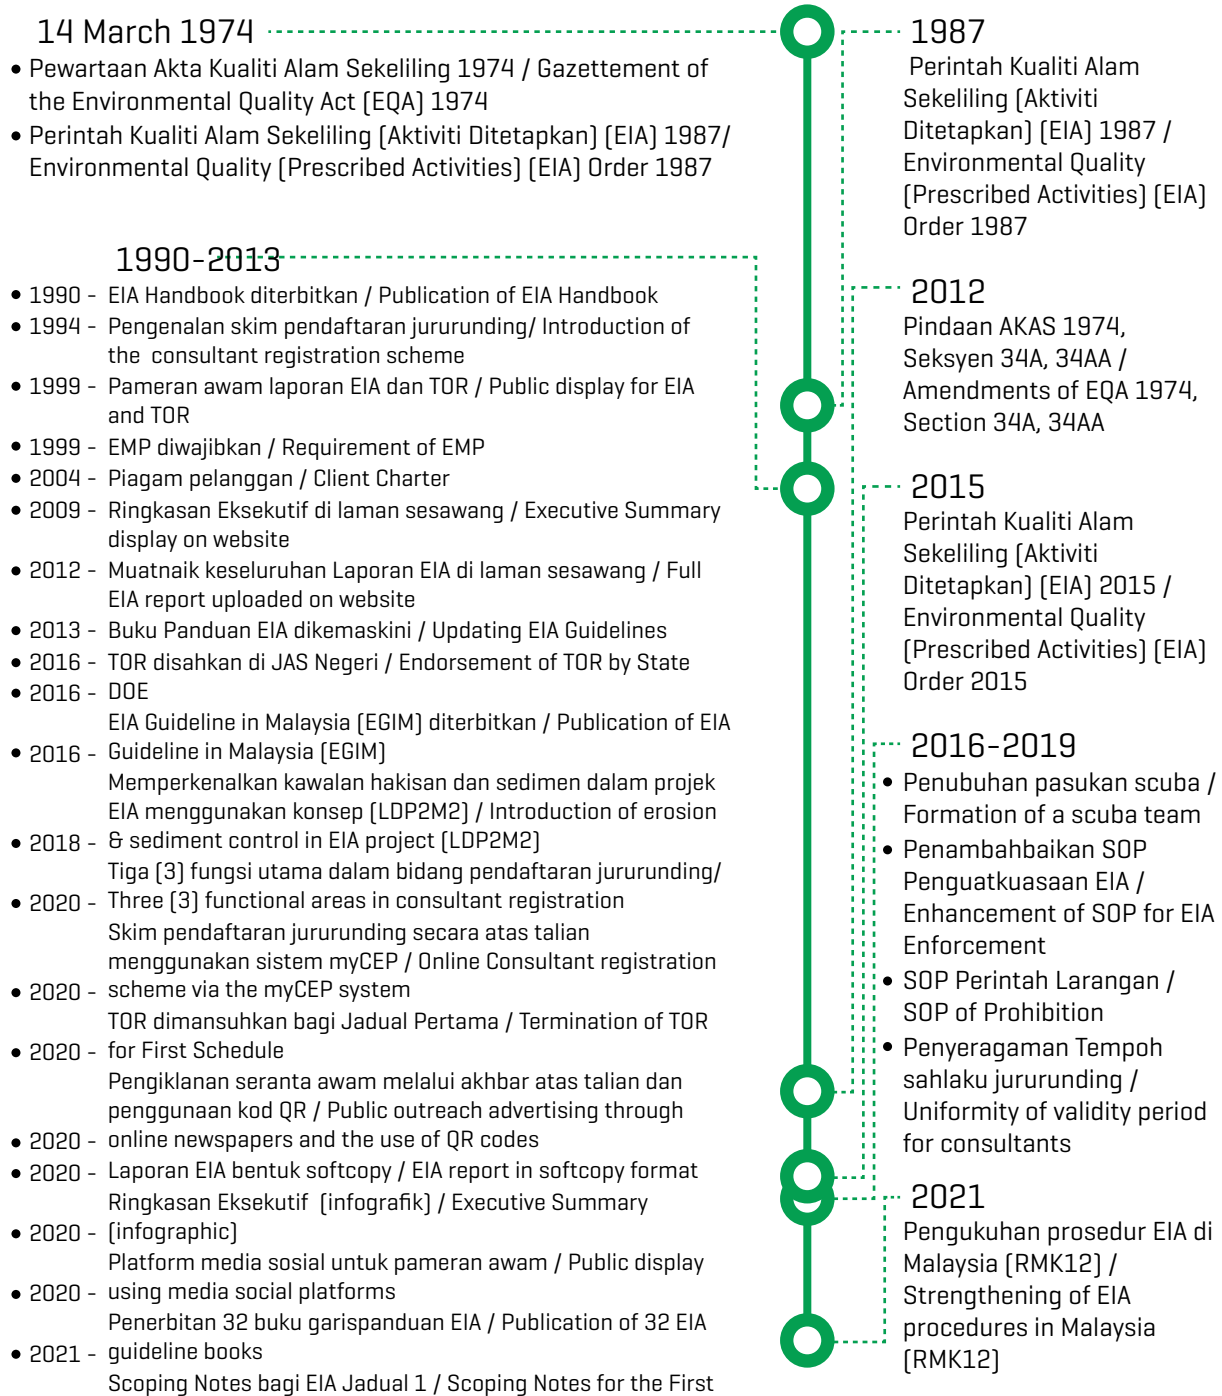 14 March 1974
• Pewartaan Akta Kualiti Alam Sekeliling 1974 / Gazettement of
the Environmental Quality Act (EQA) 1974
• Perintah Kualiti Alam Sekeliling (Aktiviti Ditetapkan) (EIA) 1987/
Environmental Quality (Prescribed Activities) (EIA) Order 1987
1990-2013
• 1990 - EIA Handbook diterbitkan / Publication of EIA Handbook
• 1994 - Pengenalan skim pendaftaran jururunding/ Introduction of
the consultant registration scheme
• 1999 - Pameran awam laporan EIA dan TOR / Public display for EIA
and TOR
• 1999 - EMP diwajibkan / Requirement of EMP
• 2004 - Piagam pelanggan / Client Charter
• 2009 - Ringkasan Eksekutif di laman sesawang / Executive Summary
display on website
• 2012 - Muatnaik keseluruhan Laporan EIA di laman sesawang / Full
EIA report uploaded on website
• 2013 - Buku Panduan EIA dikemaskini / Updating EIA Guidelines
• 2016 - TOR disahkan di JAS Negeri / Endorsement of TOR by State
• 2016 - DOE
EIA Guideline in Malaysia (EGIM) diterbitkan / Publication of EIA
• 2016 - Guideline in Malaysia (EGIM)
Memperkenalkan kawalan hakisan dan sedimen dalam projek
EIA menggunakan konsep (LDP2M2) / Introduction of erosion
• 2018 - & sediment control in EIA project (LDP2M2)
Tiga (3) fungsi utama dalam bidang pendaftaran jururunding/
• 2020 - Three (3) functional areas in consultant registration
Skim pendaftaran jururunding secara atas talian
menggunakan sistem myCEP / Online Consultant registration
• 2020 - scheme via the myCEP system
TOR dimansuhkan bagi Jadual Pertama / Termination of TOR
• 2020 - for First Schedule
Pengiklanan seranta awam melalui akhbar atas talian dan
penggunaan kod QR / Public outreach advertising through
• 2020 - online newspapers and the use of QR codes
• 2020 - Laporan EIA bentuk softcopy / EIA report in softcopy format
Ringkasan Eksekutif (infografik) / Executive Summary
• 2020 - (infographic)
Platform media sosial untuk pameran awam / Public display
• 2020 - using media social platforms
Penerbitan 32 buku garispanduan EIA / Publication of 32 EIA
• 2021 - guideline books
Scoping Notes bagi EIA Jadual 1 / Scoping Notes for the First
1987
Perintah Kualiti Alam
Sekeliling (Aktiviti
Ditetapkan) (EIA) 1987 /
Environmental Quality
(Prescribed Activities) (EIA)
Order 1987
2012
Pindaan AKAS 1974,
Seksyen 34A, 34AA /
Amendments of EQA 1974,
Section 34A, 34AA
2015
Perintah Kualiti Alam
Sekeliling (Aktiviti
Ditetapkan) (EIA) 2015 /
Environmental Quality
(Prescribed Activities) (EIA)
Order 2015
2016-2019
• Penubuhan pasukan scuba /
Formation of a scuba team
• Penambahbaikan SOP
Penguatkuasaan EIA /
Enhancement of SOP for EIA
Enforcement
• SOP Perintah Larangan /
SOP of Prohibition
• Penyeragaman Tempoh
sahlaku jururunding /
Uniformity of validity period
for consultants
2021
Pengukuhan prosedur EIA di
Malaysia (RMK12) /
Strengthening of EIA
procedures in Malaysia
(RMK12)